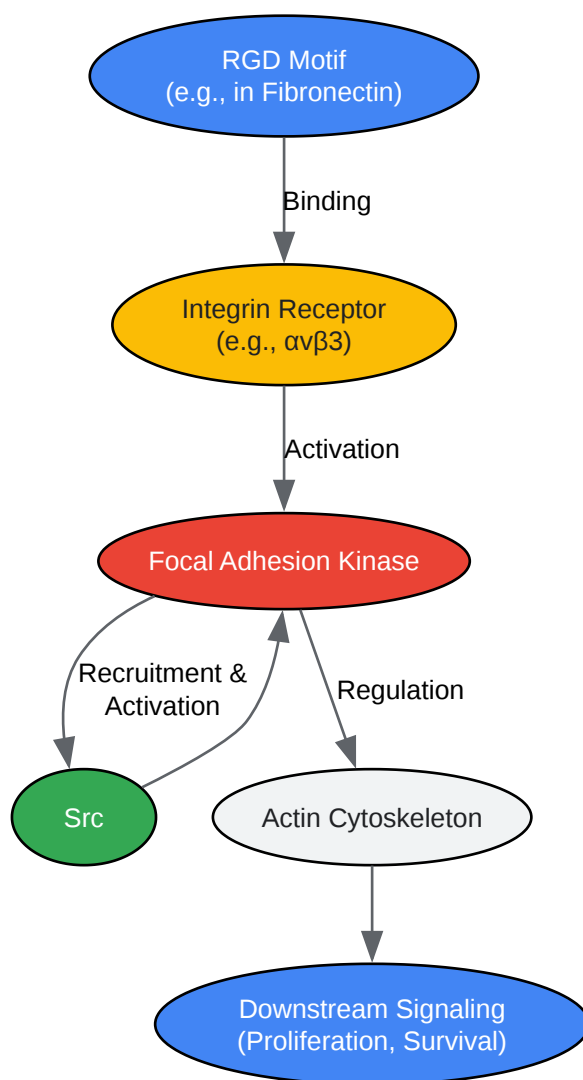 RGD Motif
(e.g., in Fibronectin)
Binding
Integrin Receptor
(e.g., αvβ3)
Activation
Focal Adhesion Kinase
Recruitment &
Activation
Regulation
Src
Actin Cytoskeleton
Downstream Signaling
(Proliferation, Survival)